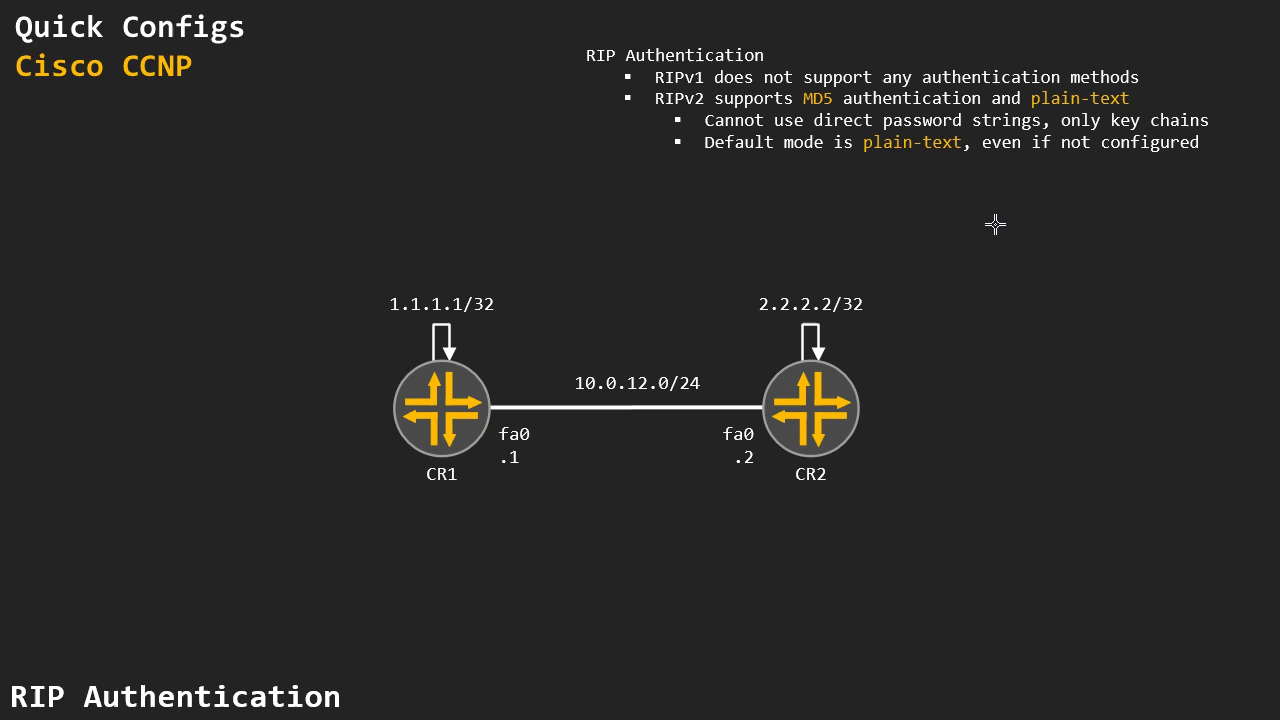 Quick Configs
Cisco CCNP
RIP Authentication
▪ RIPv1 does not support any authentication methods
▪ RIPv2 supports MD5 authentication and plain-text
▪ Cannot use direct password strings, only key chains
▪ Default mode is plain-text, even if not configured
1.1.1.1/32
2.2.2.2/32
10.0.12.0/24
fa0
fa0
.1
.2
CR1
CR2
RIP Authentication